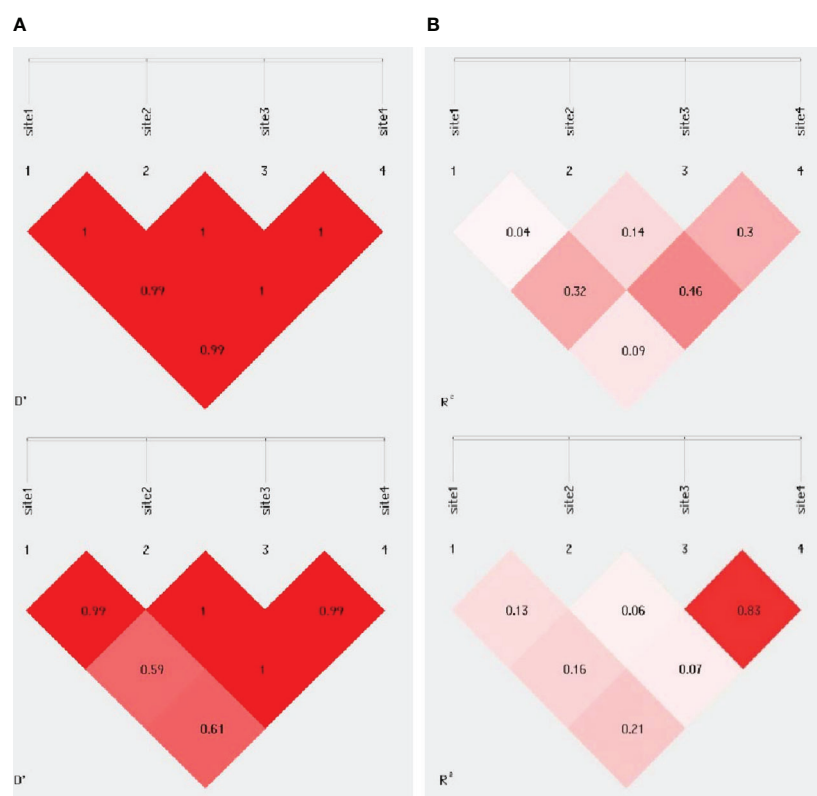 A B
site1 site2 site3 site4 site1 site2 site3 site4
1 2 3 4 1 2 3 4
1 1 1 0.04 0.14 0.3
0.99 1 0.32 0.46
0.99 0.09
D' R²
site1 site2 site3 site4 site1 site2 site3 site4
1 2 3 4 1 2 3 4
0.99 1 0.99 0.13 0.06 0.83
0.59 1 0.16 0.07
0.61 0.21
D' R²